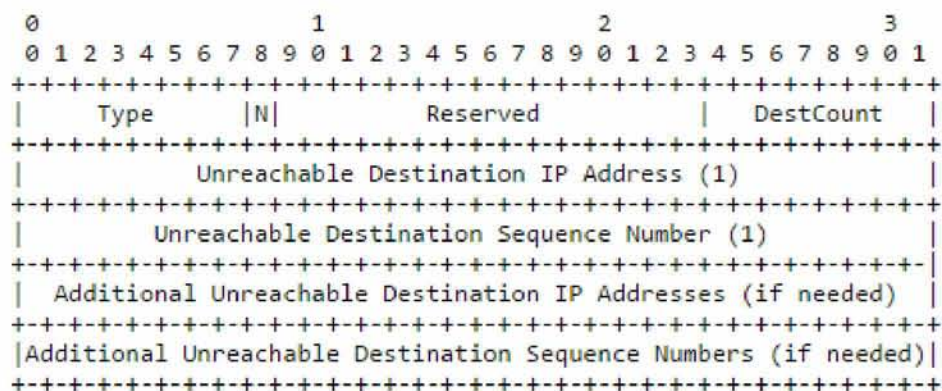 0                   1                   2                   3
 0 1 2 3 4 5 6 7 8 9 0 1 2 3 4 5 6 7 8 9 0 1 2 3 4 5 6 7 8 9 0 1
+-+-+-+-+-+-+-+-+-+-+-+-+-+-+-+-+-+-+-+-+-+-+-+-+-+-+-+-+-+-+-+-+
|     Type      |N|          Reserved           |   DestCount   |
+-+-+-+-+-+-+-+-+-+-+-+-+-+-+-+-+-+-+-+-+-+-+-+-+-+-+-+-+-+-+-+-+
|            Unreachable Destination IP Address (1)             |
+-+-+-+-+-+-+-+-+-+-+-+-+-+-+-+-+-+-+-+-+-+-+-+-+-+-+-+-+-+-+-+-+
|         Unreachable Destination Sequence Number (1)           |
+-+-+-+-+-+-+-+-+-+-+-+-+-+-+-+-+-+-+-+-+-+-+-+-+-+-+-+-+-+-+-+-|
|  Additional Unreachable Destination IP Addresses (if needed)  |
+-+-+-+-+-+-+-+-+-+-+-+-+-+-+-+-+-+-+-+-+-+-+-+-+-+-+-+-+-+-+-+-+
|Additional Unreachable Destination Sequence Numbers (if needed)|
+-+-+-+-+-+-+-+-+-+-+-+-+-+-+-+-+-+-+-+-+-+-+-+-+-+-+-+-+-+-+-+-+